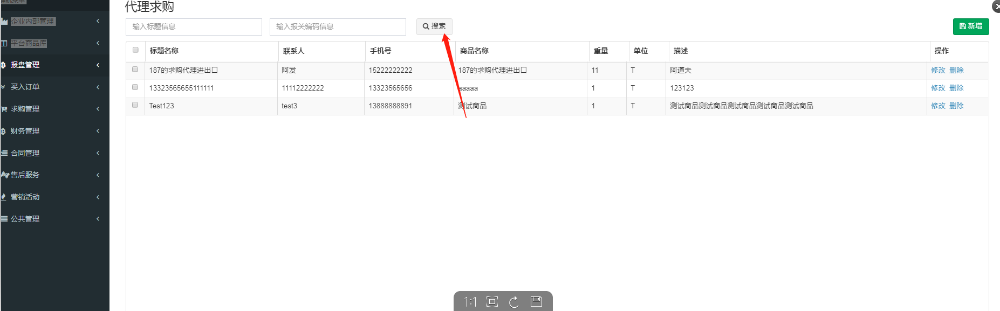 导航菜单
企业内部管理
平台商品库
报盘管理
买入订单
求购管理
财务管理
合同管理
售后服务
营销活动
公共管理
代理求购
输入标题信息 输入报关编码信息 搜索 新增
标题名称 联系人 手机号 商品名称 重量 单位 描述 操作
187的求购代理进出口 阿发 15222222222 187的求购代理进出口 11 T 阿道夫 修改 删除
13323565655111111 11112222222 13323565656 aaaaa 1 T 123123 修改 删除
Test123 test3 13888888891 测试商品 1 T 测试商品测试商品测试商品测试商品测试商品 修改 删除
1:1